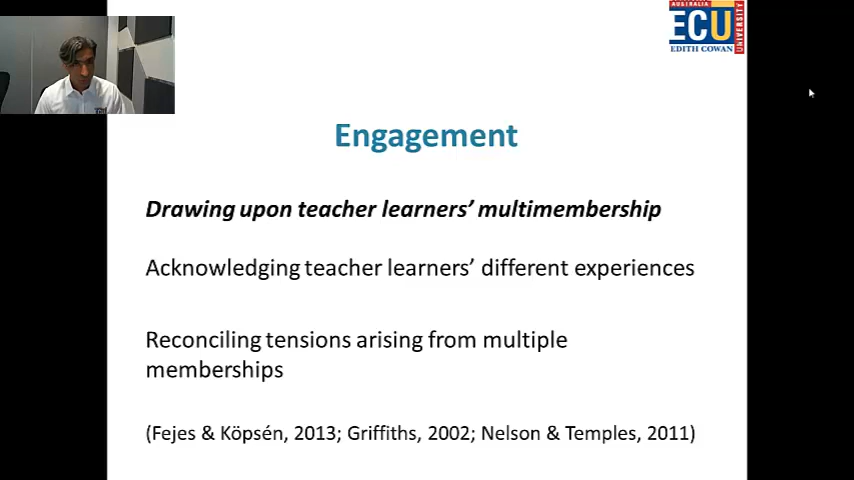 AUSTRALIA
ECU
EDITH COWAN
UNIVERSITY
Engagement
Drawing upon teacher learners' multimembership
Acknowledging teacher learners' different experiences
Reconciling tensions arising from multiple
memberships
(Fejes & Köpsén, 2013; Griffiths, 2002; Nelson & Temples, 2011)